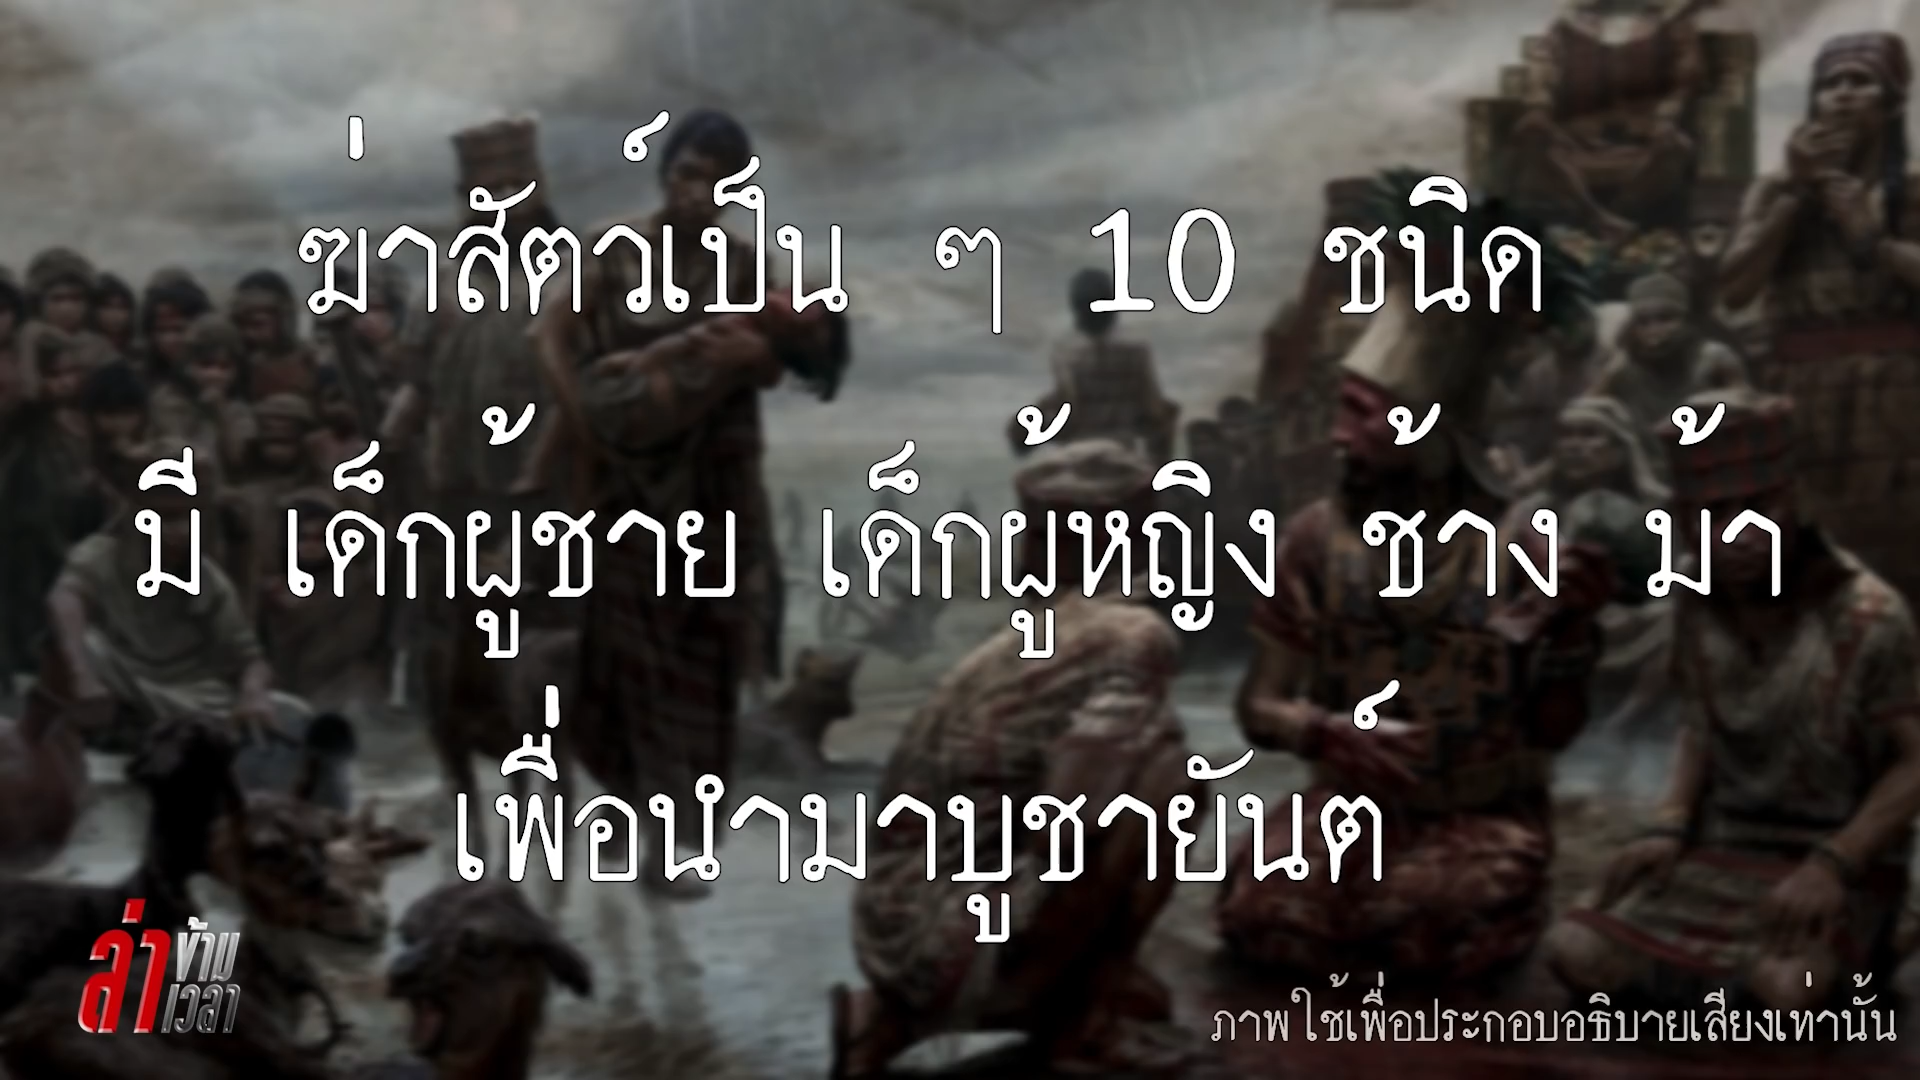 ฆ่าสัตว์เป็น ๆ 10 ชนิด
มี เด็กผู้ชาย เด็กผู้หญิง ช้าง ม้า
เพื่อนำมาบูชายันต์
ล่าข้ามเวลา
ภาพใช้เพื่อประกอบอธิบายเสียงเท่านั้น